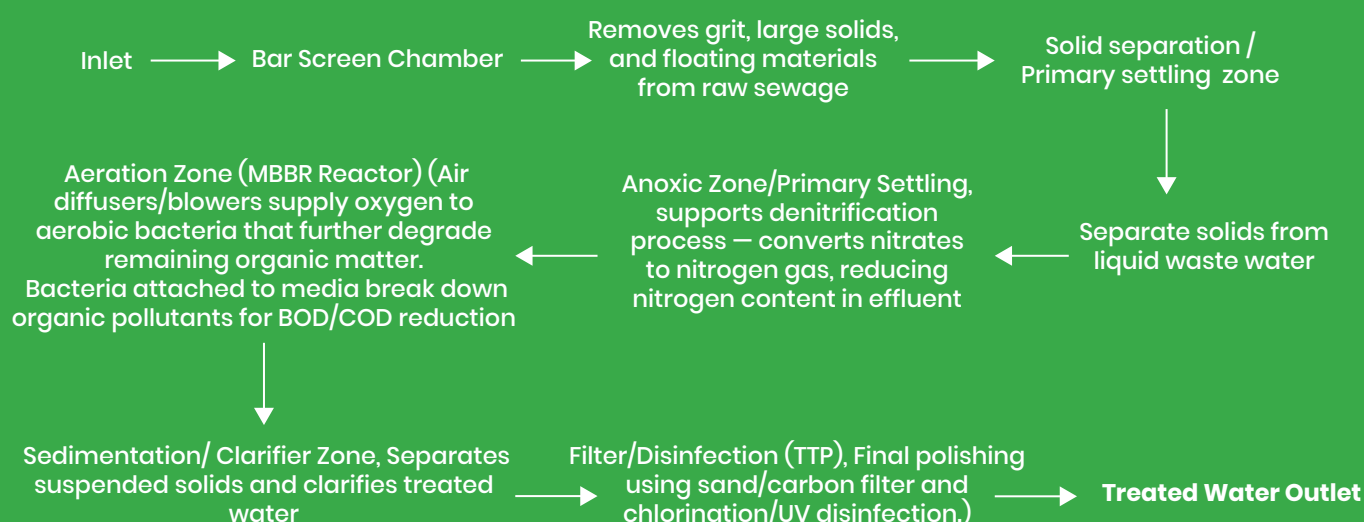 Inlet
Bar Screen Chamber
Removes grit, large solids,
and floating materials
from raw sewage
Solid separation /
Primary settling zone
Separate solids from
liquid waste water
Anoxic Zone/Primary Settling,
supports denitrification
process — converts nitrates
to nitrogen gas, reducing
nitrogen content in effluent
Aeration Zone (MBBR Reactor) (Air
diffusers/blowers supply oxygen to
aerobic bacteria that further degrade
remaining organic matter.
Bacteria attached to media break down
organic pollutants for BOD/COD reduction
Sedimentation/ Clarifier Zone, Separates
suspended solids and clarifies treated
water
Filter/Disinfection (TTP), Final polishing
using sand/carbon filter and
chlorination/UV disinfection.)
Treated Water Outlet